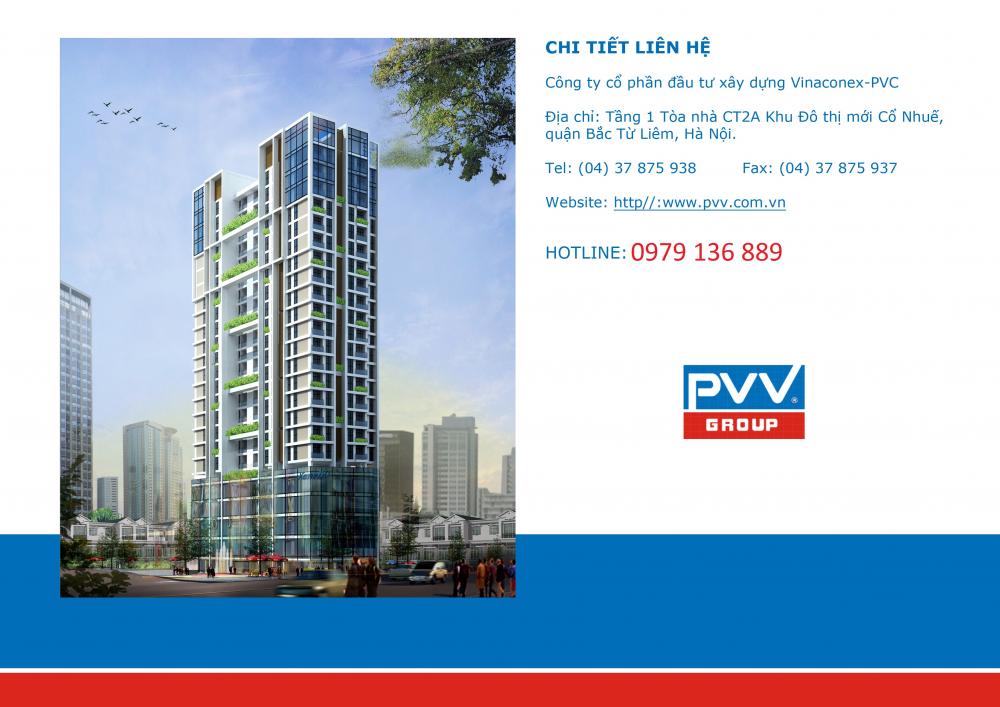 CHI TIẾT LIÊN HỆ
Công ty cổ phần đầu tư xây dựng Vinaconex-PVC
Địa chỉ: Tầng 1 Tòa nhà CT2A Khu Đô thị mới Cổ Nhuế,
quận Bắc Từ Liêm, Hà Nội.
Tel: (04) 37 875 938 Fax: (04) 37 875 937
Website: http//:www.pvv.com.vn
HOTLINE: 0979 136 889
PVV®
GROUP